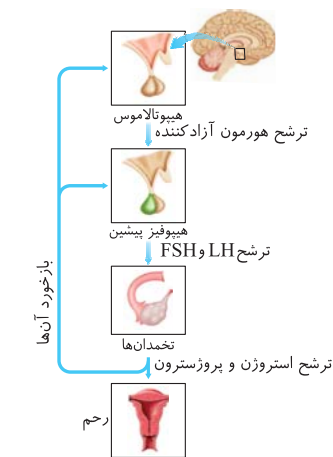 هیپوتالاموس
ترشح هورمون آزادکننده
هیپوفیز پیشین
ترشح LH و FSH
تخمدان‌ها
ترشح استروژن و پروژسترون
بازخورد آن‌ها
رحم